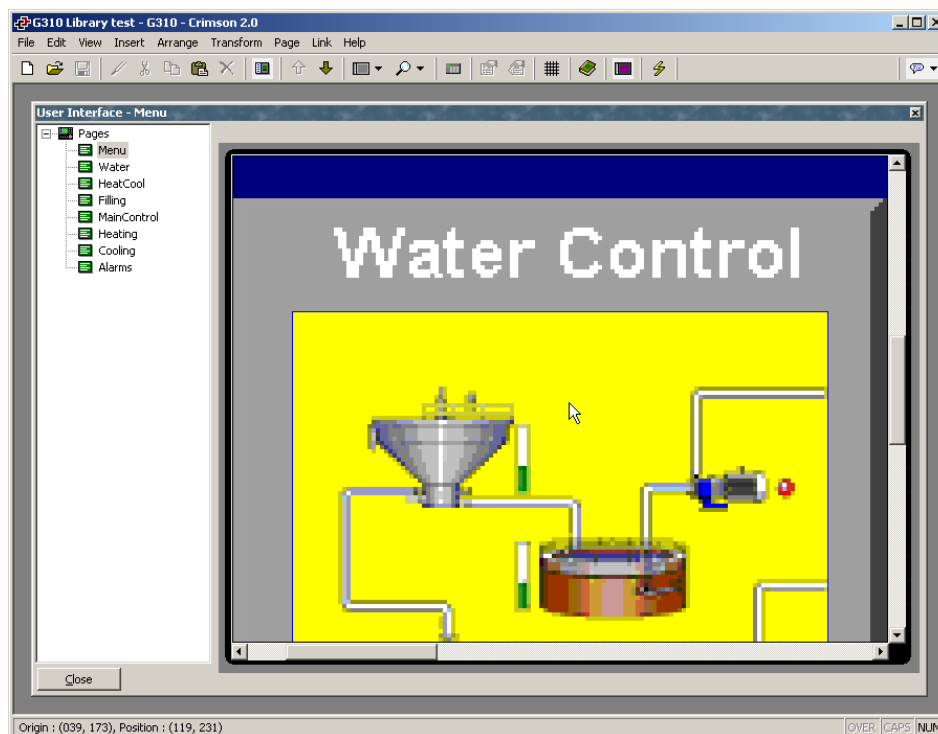 G310 Library test - G310 - Crimson 2.0
File Edit View Insert Arrange Transform Page Link Help
User Interface - Menu
Pages
Menu
Water
HeatCool
Filling
MainControl
Heating
Cooling
Alarms
Water Control
Close
Origin : (039, 173), Position : (119, 231)
OVER CAPS NUM